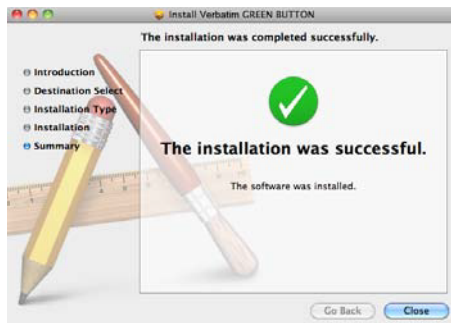 Install Verbatim GREEN BUTTON
The installation was completed successfully.
Introduction
Destination Select
Installation Type
Installation
Summary
The installation was successful.
The software was installed.
Go Back
Close